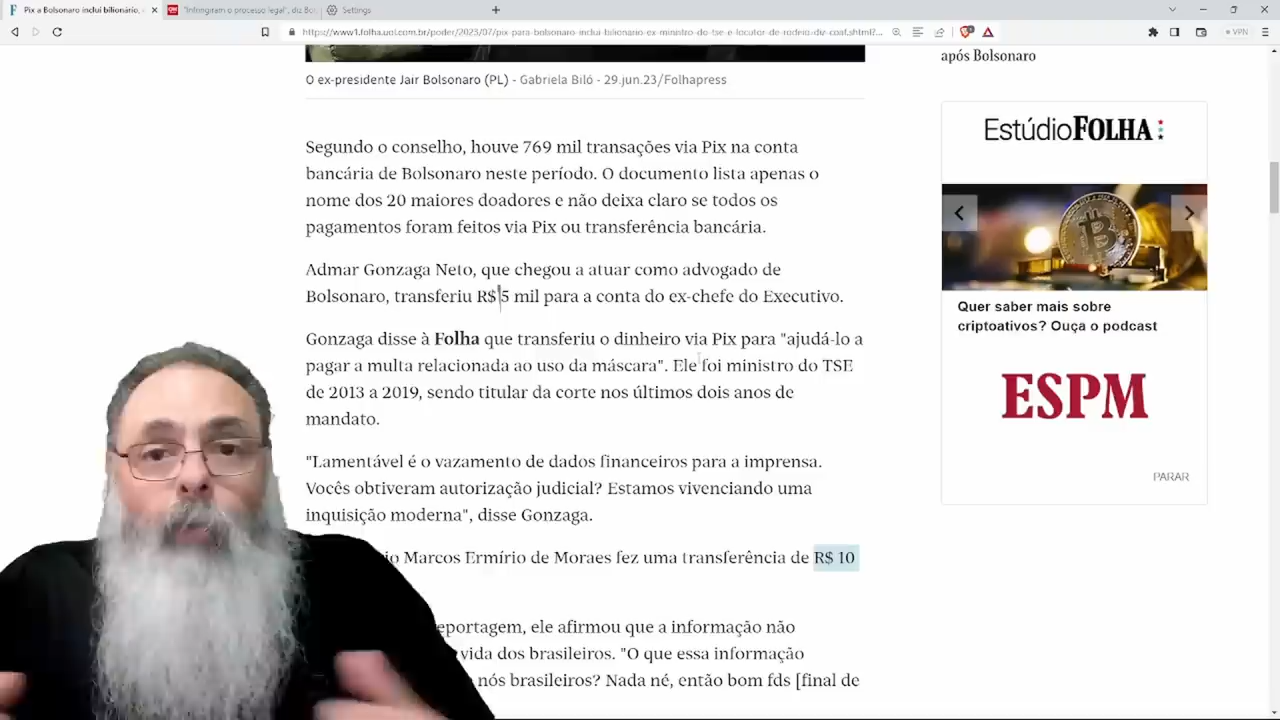 Pix a Bolsonaro inclui bilionário, e
"Infringiram o processo legal", diz Bol
Settings
https://www1.folha.uol.com.br/poder/2023/07/pix-para-bolsonaro-inclui-bilionario-ex-ministro-do-tse-e-locutor-de-rodeio-diz-coaf.shtml?...
VPN
após Bolsonaro
O ex-presidente Jair Bolsonaro (PL) - Gabriela Biló - 29.jun.23/Folhapress
Segundo o conselho, houve 769 mil transações via Pix na conta
bancária de Bolsonaro neste período. O documento lista apenas o
nome dos 20 maiores doadores e não deixa claro se todos os
pagamentos foram feitos via Pix ou transferência bancária.
Admar Gonzaga Neto, que chegou a atuar como advogado de
Bolsonaro, transferiu R$ 5 mil para a conta do ex-chefe do Executivo.
Gonzaga disse à Folha que transferiu o dinheiro via Pix para "ajudá-lo a
pagar a multa relacionada ao uso da máscara". Ele foi ministro do TSE
de 2013 a 2019, sendo titular da corte nos últimos dois anos de
mandato.
"Lamentável é o vazamento de dados financeiros para a imprensa.
Vocês obtiveram autorização judicial? Estamos vivenciando uma
inquisição moderna", disse Gonzaga.
Marcos Ermírio de Moraes fez uma transferência de R$ 10
eportagem, ele afirmou que a informação não
vida dos brasileiros. "O que essa informação
nós brasileiros? Nada né, então bom fds [final de
Estúdio FOLHA
Quer saber mais sobre
criptoativos? Ouça o podcast
ESPM
PARAR